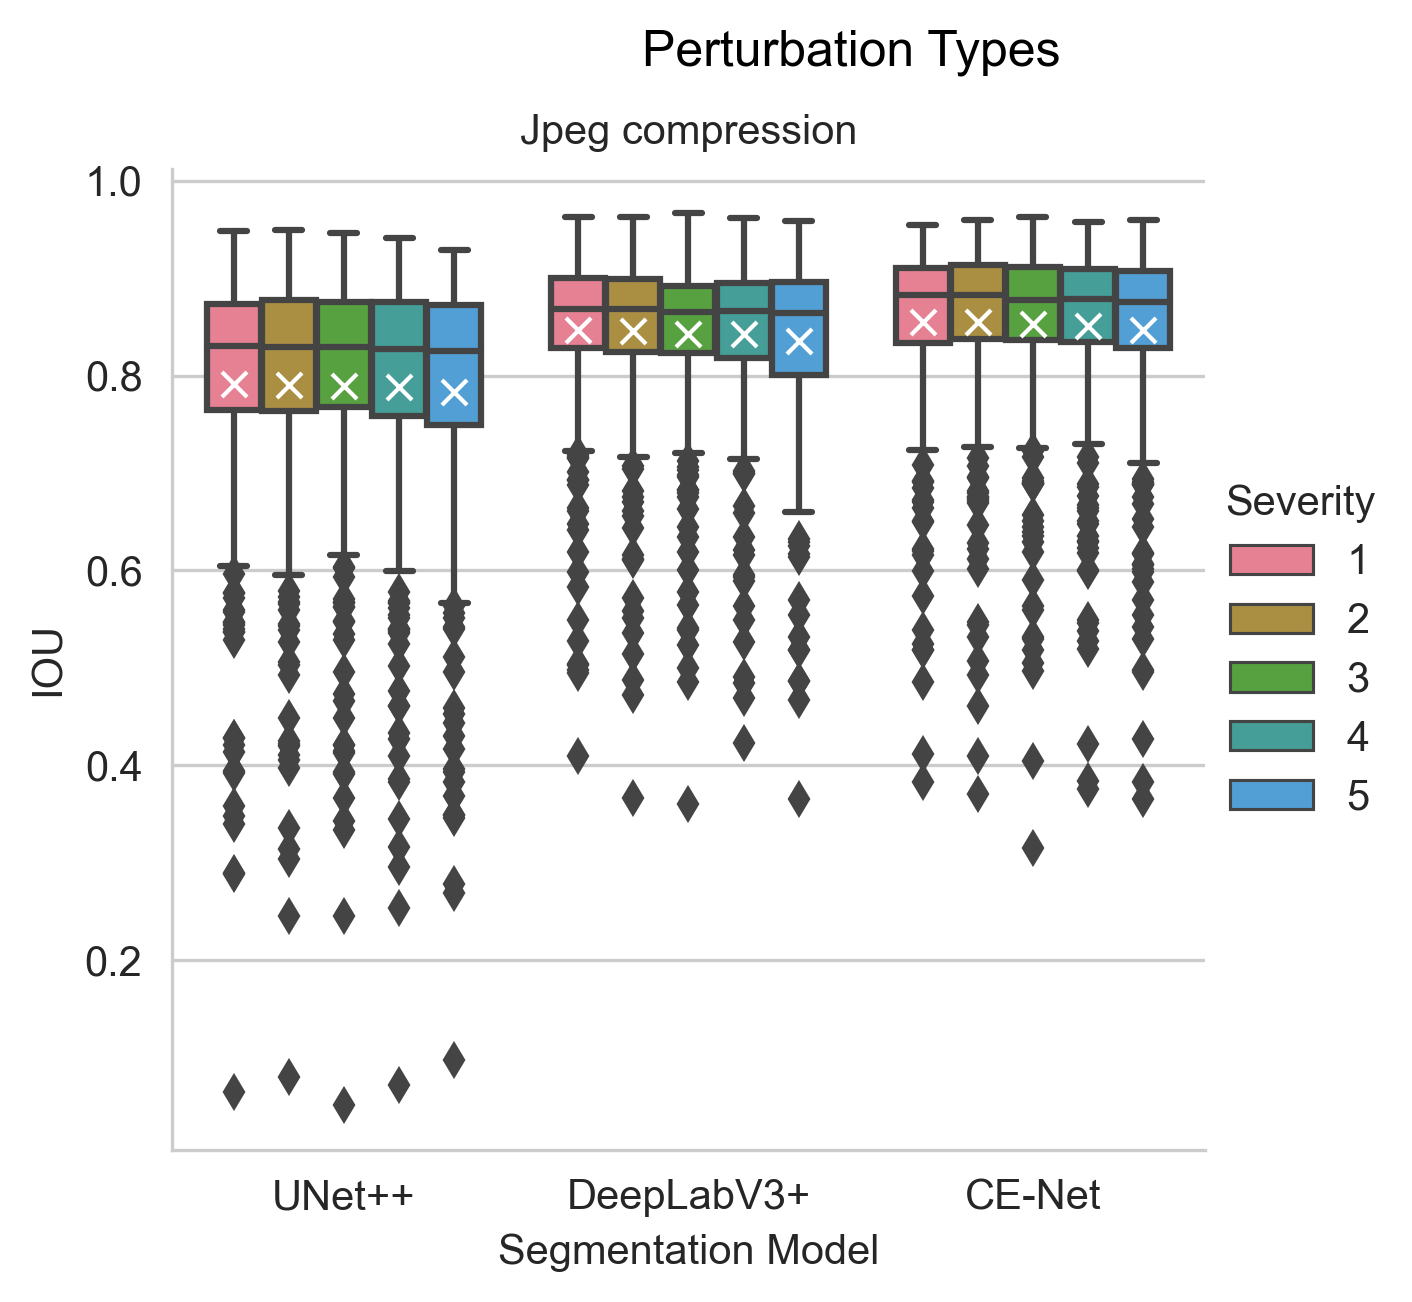 Perturbation Types
Jpeg compression
1.0
0.8
0.6
0.4
0.2
IOU
UNet++
DeepLabV3+
CE-Net
Segmentation Model
Severity
1
2
3
4
5